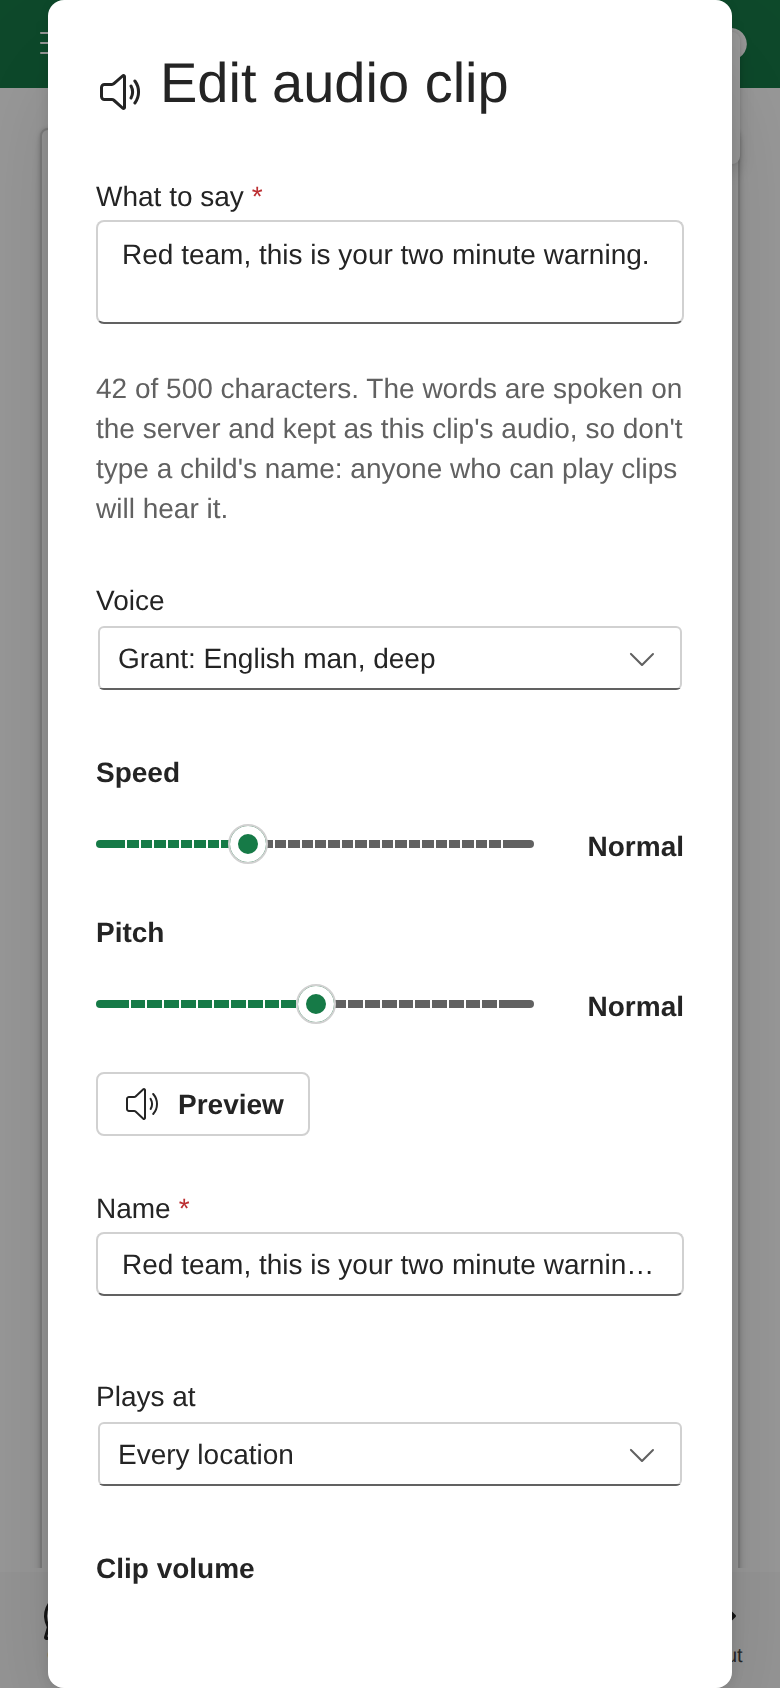 Edit audio clip
What to say *
Red team, this is your two minute warning.
42 of 500 characters. The words are spoken on
the server and kept as this clip's audio, so don't
type a child's name: anyone who can play clips
will hear it.
Voice
Grant: English man, deep
Speed
Normal
Pitch
Normal
Preview
Name *
Red team, this is your two minute warnin…
Plays at
Every location
Clip volume